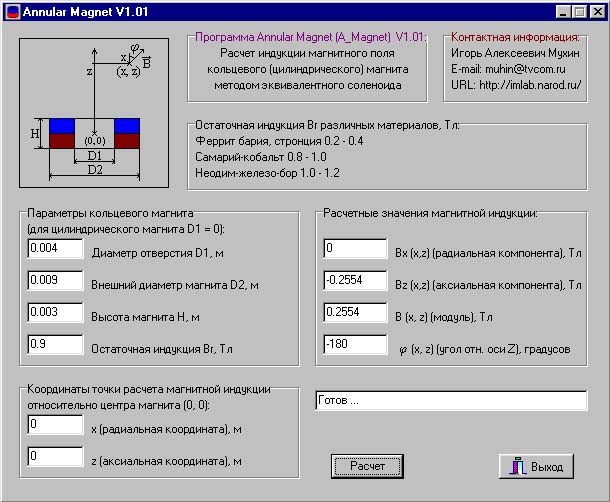 Annular Magnet V1.01
φ
z
(x, z)
B
H
(0,0)
D1
D2
Программа Annular Magnet (A_Magnet) V1.01:
Расчет индукции магнитного поля
кольцевого (цилиндрического) магнита
методом эквивалентного соленоида
Контактная информация:
Игорь Алексеевич Мухин
E-mail: muhin@tvcom.ru
URL: http://imlab.narod.ru/
Остаточная индукция Br различных материалов, Тл:
Феррит бария, стронция 0.2 - 0.4
Самарий-кобальт 0.8 - 1.0
Неодим-железо-бор 1.0 - 1.2
Параметры кольцевого магнита
(для цилиндрического магнита D1 = 0):
0.004 Диаметр отверстия D1, м
0.009 Внешний диаметр магнита D2, м
0.003 Высота магнита H, м
0.9 Остаточная индукция Br, Тл
Расчетные значения магнитной индукции:
0 Bx (x,z) (радиальная компонента), Тл
-0.2554 Bz (x,z) (аксиальная компонента), Тл
0.2554 B (x, z) (модуль), Тл
-180 φ (x, z) (угол отн. оси Z), градусов
Координаты точки расчета магнитной индукции
относительно центра магнита (0, 0):
0 x (радиальная координата), м
0 z (аксиальная координата), м
Готов ...
Расчет
Выход